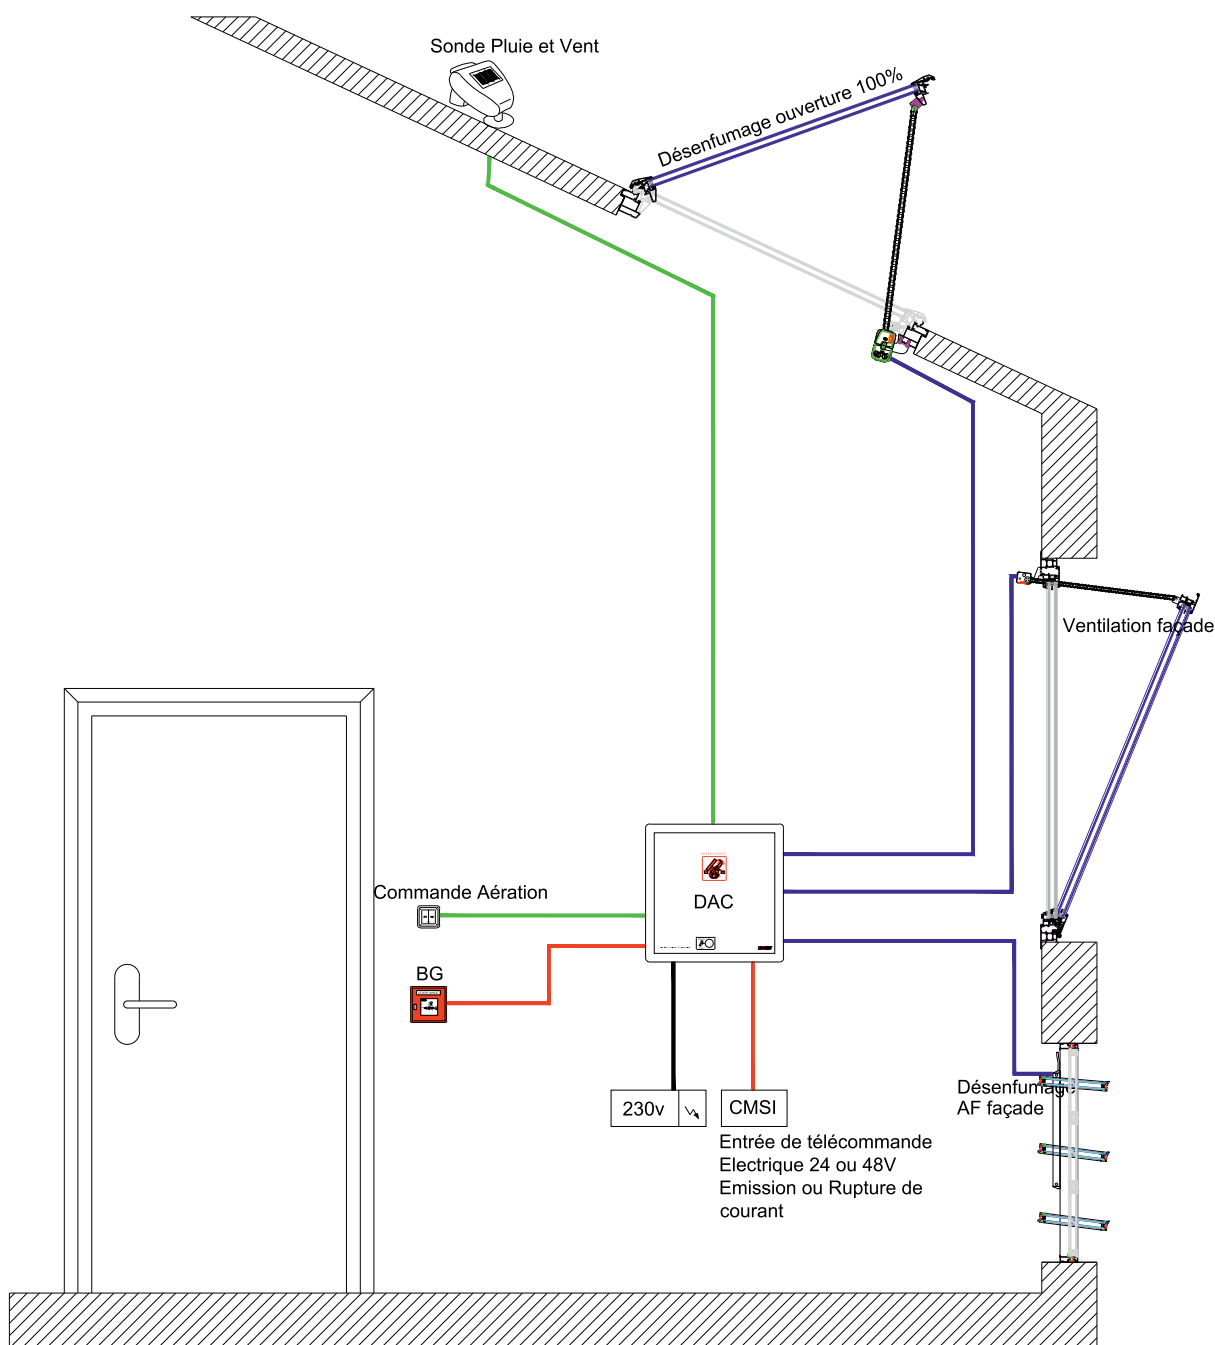 Sonde Pluie et Vent
Désenfumage ouverture 100%
Ventilation façade
Commande Aération
DAC
BG
230v
CMSI
Désenfumage
AF façade
Entrée de télécommande
Electrique 24 ou 48V
Emission ou Rupture de
courant